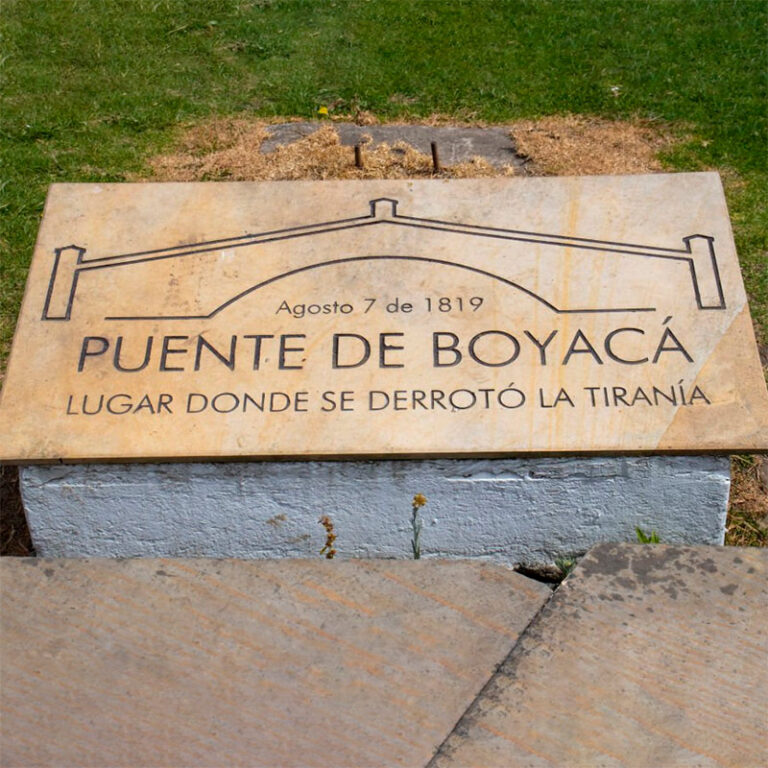 Agosto 7 de 1819
PUENTE DE BOYACÁ
LUGAR DONDE SE DERROTÓ LA TIRANÍA